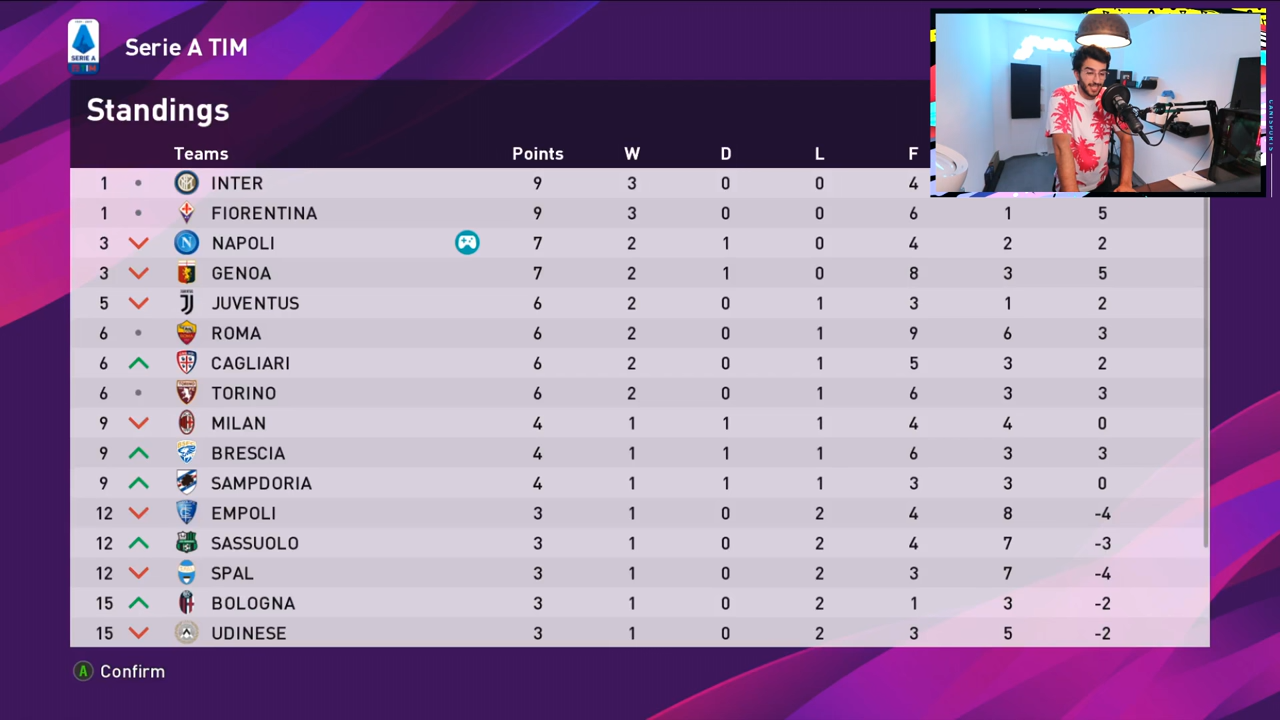 SERIE A
TIM
Serie A TIM
Standings
Teams Points W D L F
1 INTER 9 3 0 0 4
1 FIORENTINA 9 3 0 0 6 1 5
3 N NAPOLI 7 2 1 0 4 2 2
3 GENOA 7 2 1 0 8 3 5
5 JUVENTUS 6 2 0 1 3 1 2
6 ROMA 6 2 0 1 9 6 3
6 CAGLIARI 6 2 0 1 5 3 2
6 TORINO 6 2 0 1 6 3 3
9 MILAN 4 1 1 1 4 4 0
9 BRESCIA 4 1 1 1 6 3 3
9 SAMPDORIA 4 1 1 1 3 3 0
12 EMPOLI 3 1 0 2 4 8 -4
12 SASSUOLO 3 1 0 2 4 7 -3
12 SPAL 3 1 0 2 3 7 -4
15 BOLOGNA 3 1 0 2 1 3 -2
15 UDINESE 3 1 0 2 3 5 -2
A Confirm